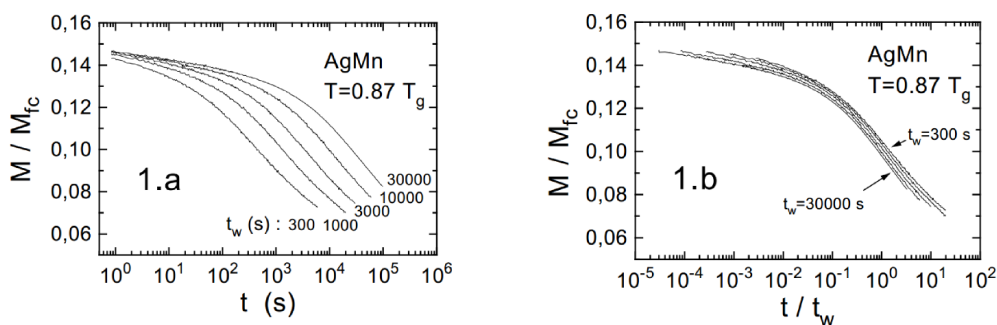 0,16
0,14
0,12
0,10
0,08
0,06
M / M_fc
AgMn
T=0.87 T_g
1.a
30000
10000
3000
t_w (s) : 300 1000
10^0 10^1 10^2 10^3 10^4 10^5 10^6
t (s)
0,16
0,14
0,12
0,10
0,08
0,06
M / M_fc
AgMn
T=0.87 T_g
t_w=300 s
1.b
t_w=30000 s
10^-5 10^-4 10^-3 10^-2 10^-1 10^0 10^1 10^2
t / t_w